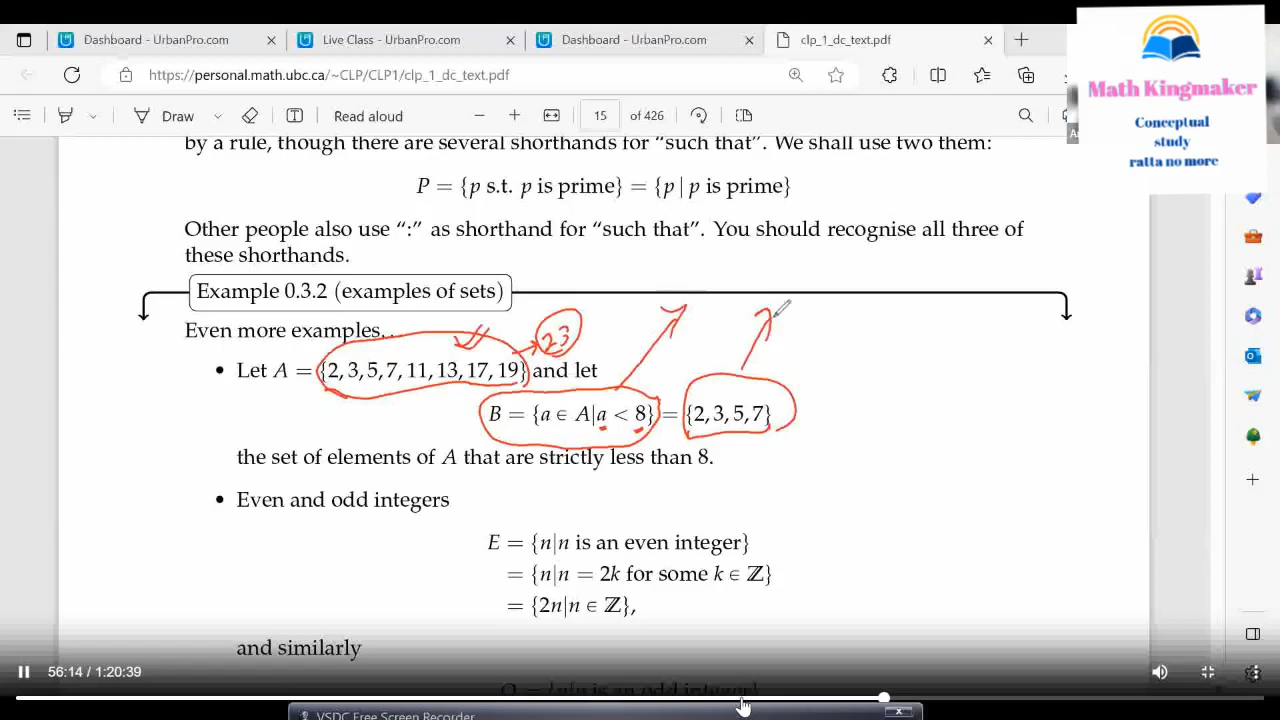 Dashboard - UrbanPro.com
Live Class - UrbanPro.com
Dashboard - UrbanPro.com
clp_1_dc_text.pdf
https://personal.math.ubc.ca/~CLP/CLP1/clp_1_dc_text.pdf
Draw
Read aloud
15 of 426
Math Kingmaker
Conceptual
study
ratta no more
by a rule, though there are several shorthands for “such that”. We shall use two them:
P = {p s.t. p is prime} = {p | p is prime}
Other people also use “:” as shorthand for “such that”. You should recognise all three of
these shorthands.
Example 0.3.2 (examples of sets)
Even more examples...
23
• Let A = {2, 3, 5, 7, 11, 13, 17, 19} and let
B = {a ∈ A|a < 8} = {2, 3, 5, 7}
the set of elements of A that are strictly less than 8.
• Even and odd integers
E = {n|n is an even integer}
= {n|n = 2k for some k ∈ ℤ}
= {2n|n ∈ ℤ},
and similarly
56:14 / 1:20:39
O = {n|n is an odd integer}
VSDC Free Screen Recorder